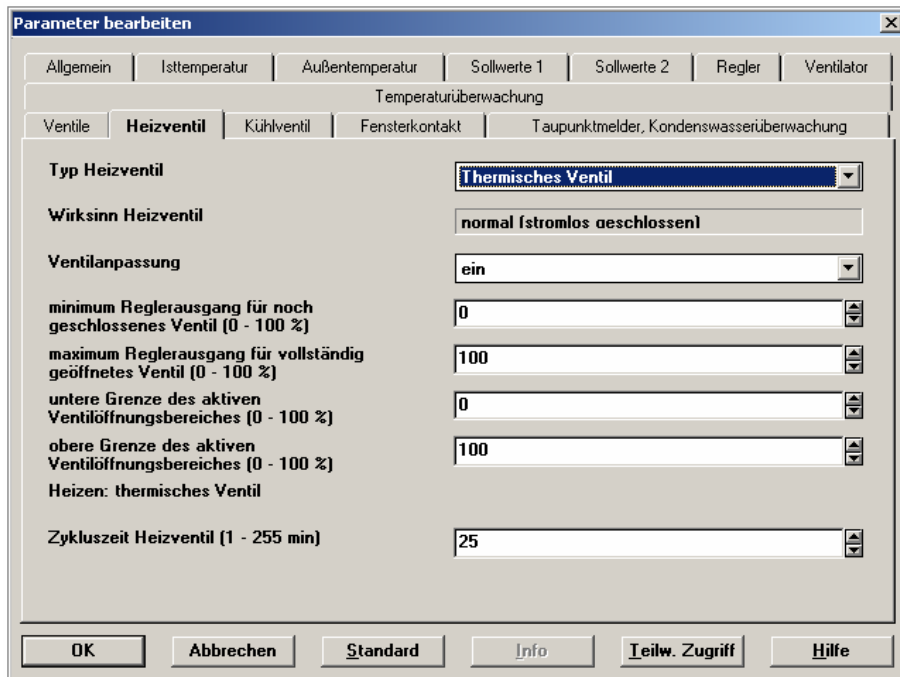 Parameter bearbeiten
Allgemein Isttemperatur Außentemperatur Sollwerte 1 Sollwerte 2 Regler Ventilator
Temperaturüberwachung
Ventile Heizventil Kühlventil Fensterkontakt Taupunktmelder, Kondenswasserüberwachung
Typ Heizventil
Thermisches Ventil
Wirksinn Heizventil
normal (stromlos geschlossen)
Ventilanpassung
ein
minimum Reglerausgang für noch
geschlossenes Ventil (0 - 100 %)
0
maximum Reglerausgang für vollständig
geöffnetes Ventil (0 - 100 %)
100
untere Grenze des aktiven
Ventilöffnungsbereiches (0 - 100 %)
0
obere Grenze des aktiven
Ventilöffnungsbereiches (0 - 100 %)
100
Heizen: thermisches Ventil
Zykluszeit Heizventil (1 - 255 min)
25
OK Abbrechen Standard Info Teilw. Zugriff Hilfe